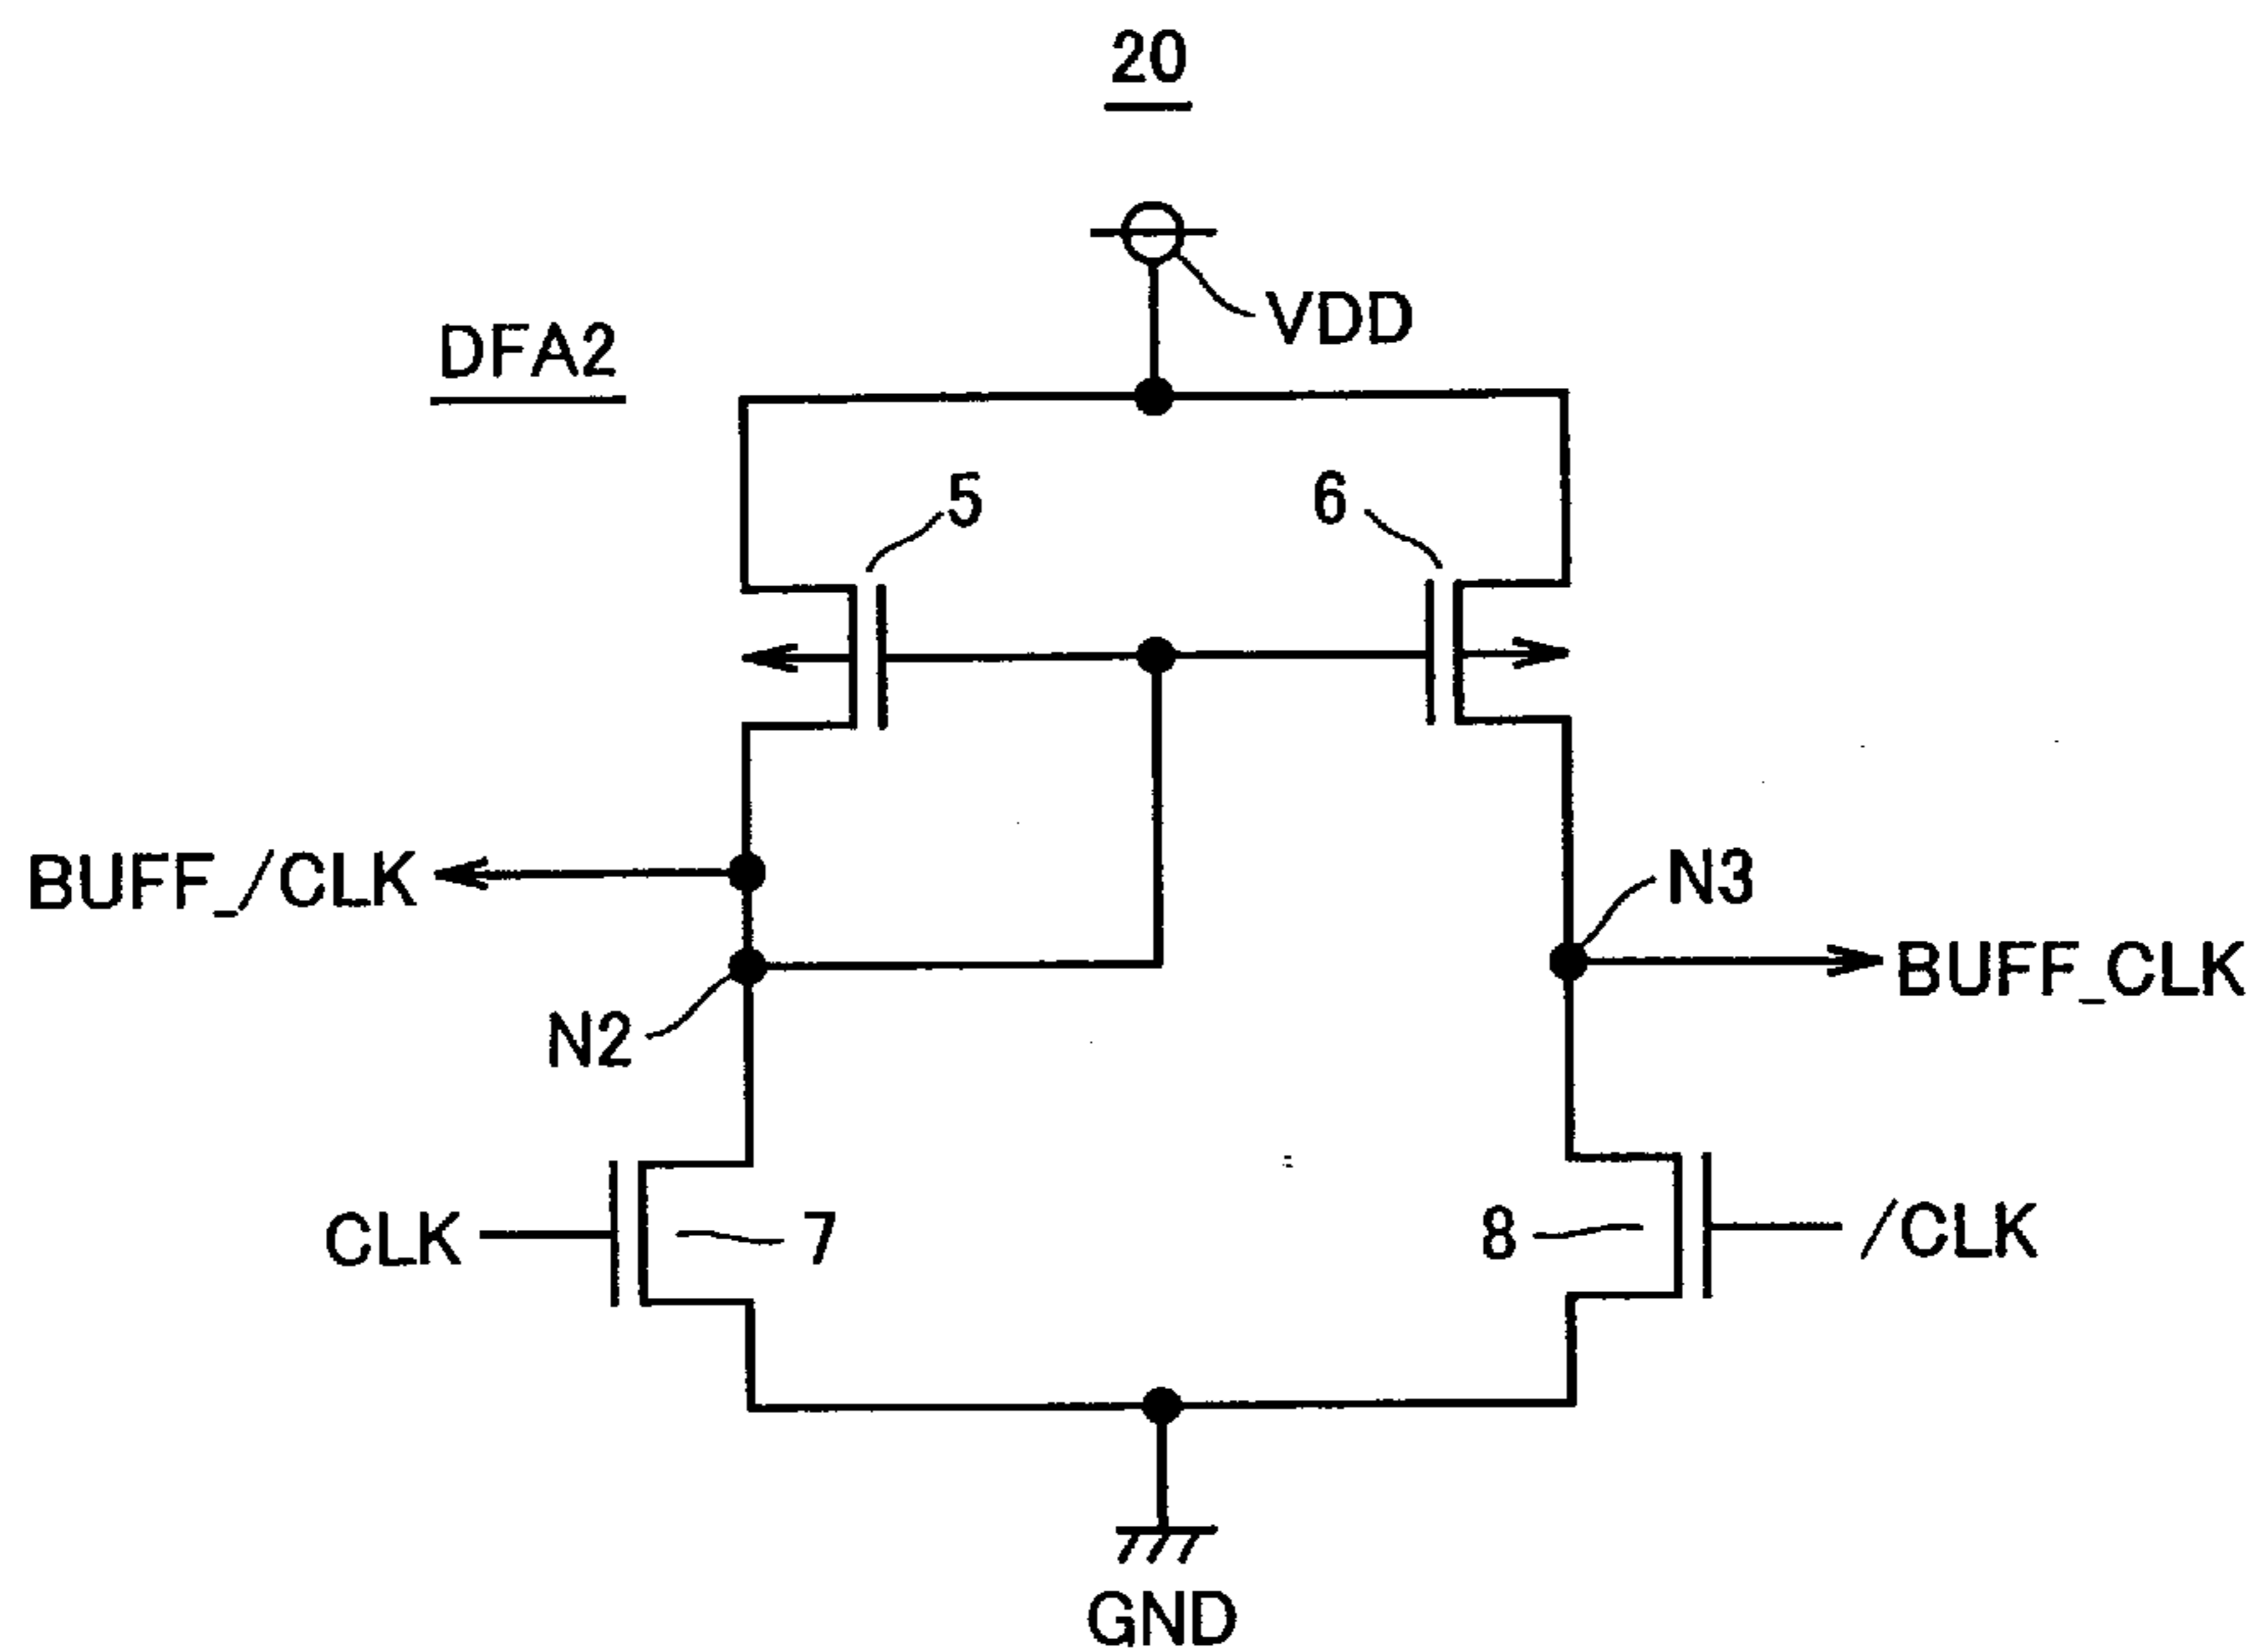 20
VDD
DFA2
5
6
BUFF_/CLK
N3
BUFF_CLK
N2
CLK
7
8
/CLK
GND